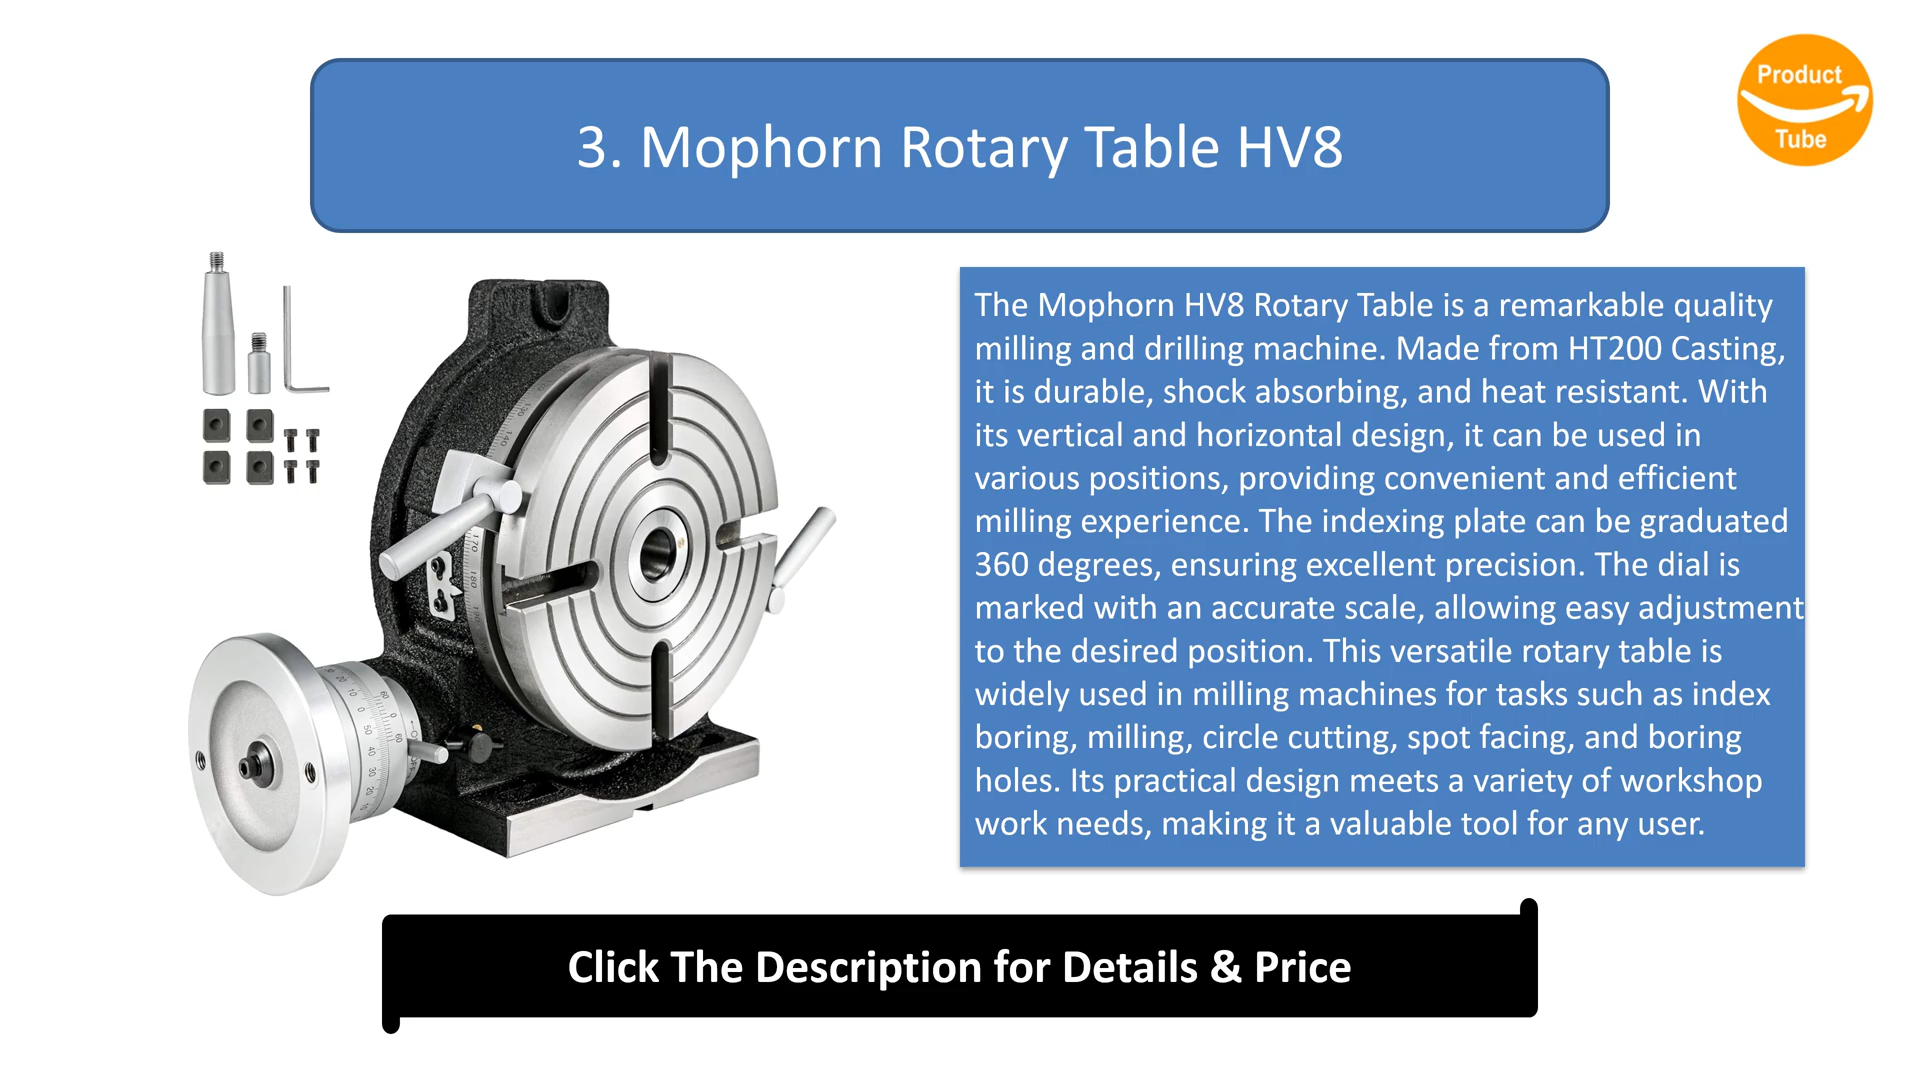 Product
Tube
3. Mophorn Rotary Table HV8
The Mophorn HV8 Rotary Table is a remarkable quality
milling and drilling machine. Made from HT200 Casting,
it is durable, shock absorbing, and heat resistant. With
its vertical and horizontal design, it can be used in
various positions, providing convenient and efficient
milling experience. The indexing plate can be graduated
360 degrees, ensuring excellent precision. The dial is
marked with an accurate scale, allowing easy adjustment
to the desired position. This versatile rotary table is
widely used in milling machines for tasks such as index
boring, milling, circle cutting, spot facing, and boring
holes. Its practical design meets a variety of workshop
work needs, making it a valuable tool for any user.
Click The Description for Details & Price